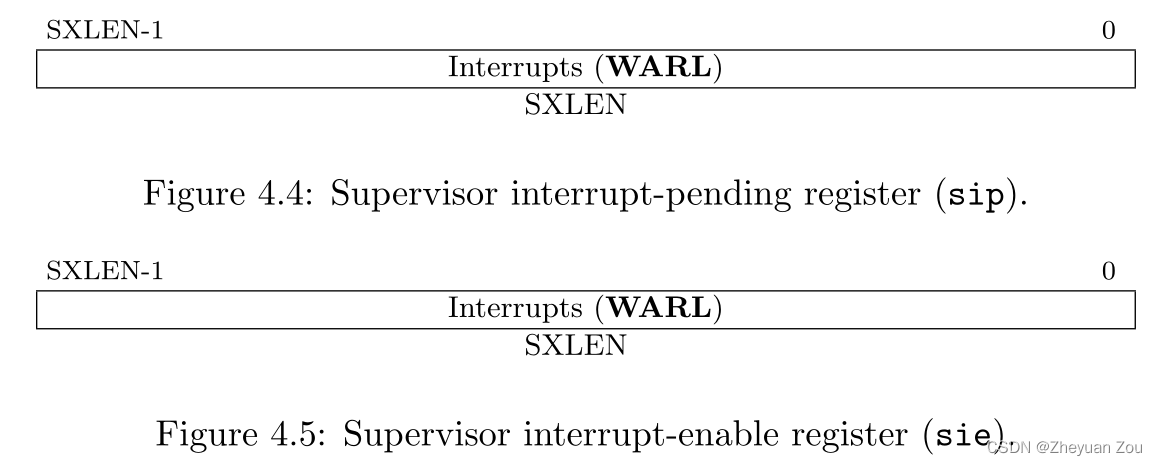 SXLEN-1 0
Interrupts (WARL)
SXLEN
Figure 4.4: Supervisor interrupt-pending register (sip).
SXLEN-1 0
Interrupts (WARL)
SXLEN
Figure 4.5: Supervisor interrupt-enable register (sie).
CSDN @Zheyuan Zou